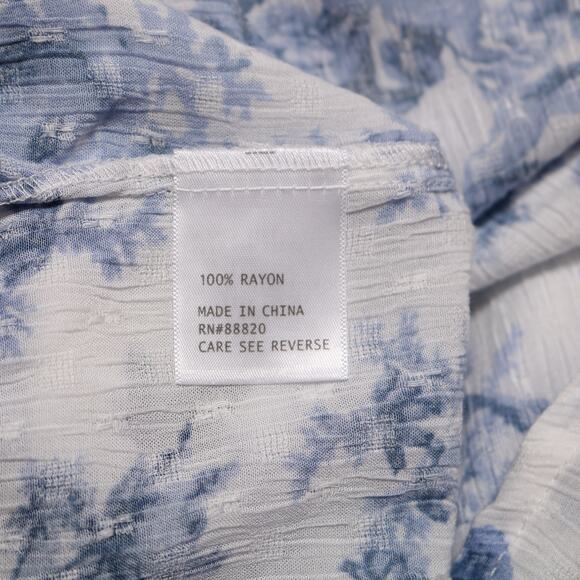 100% RAYON
MADE IN CHINA
RN#88820
CARE SEE REVERSE